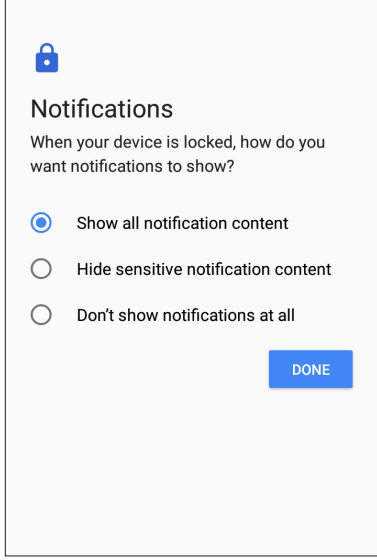 Notifications
When your device is locked, how do you
want notifications to show?
Show all notification content
Hide sensitive notification content
Don’t show notifications at all
DONE